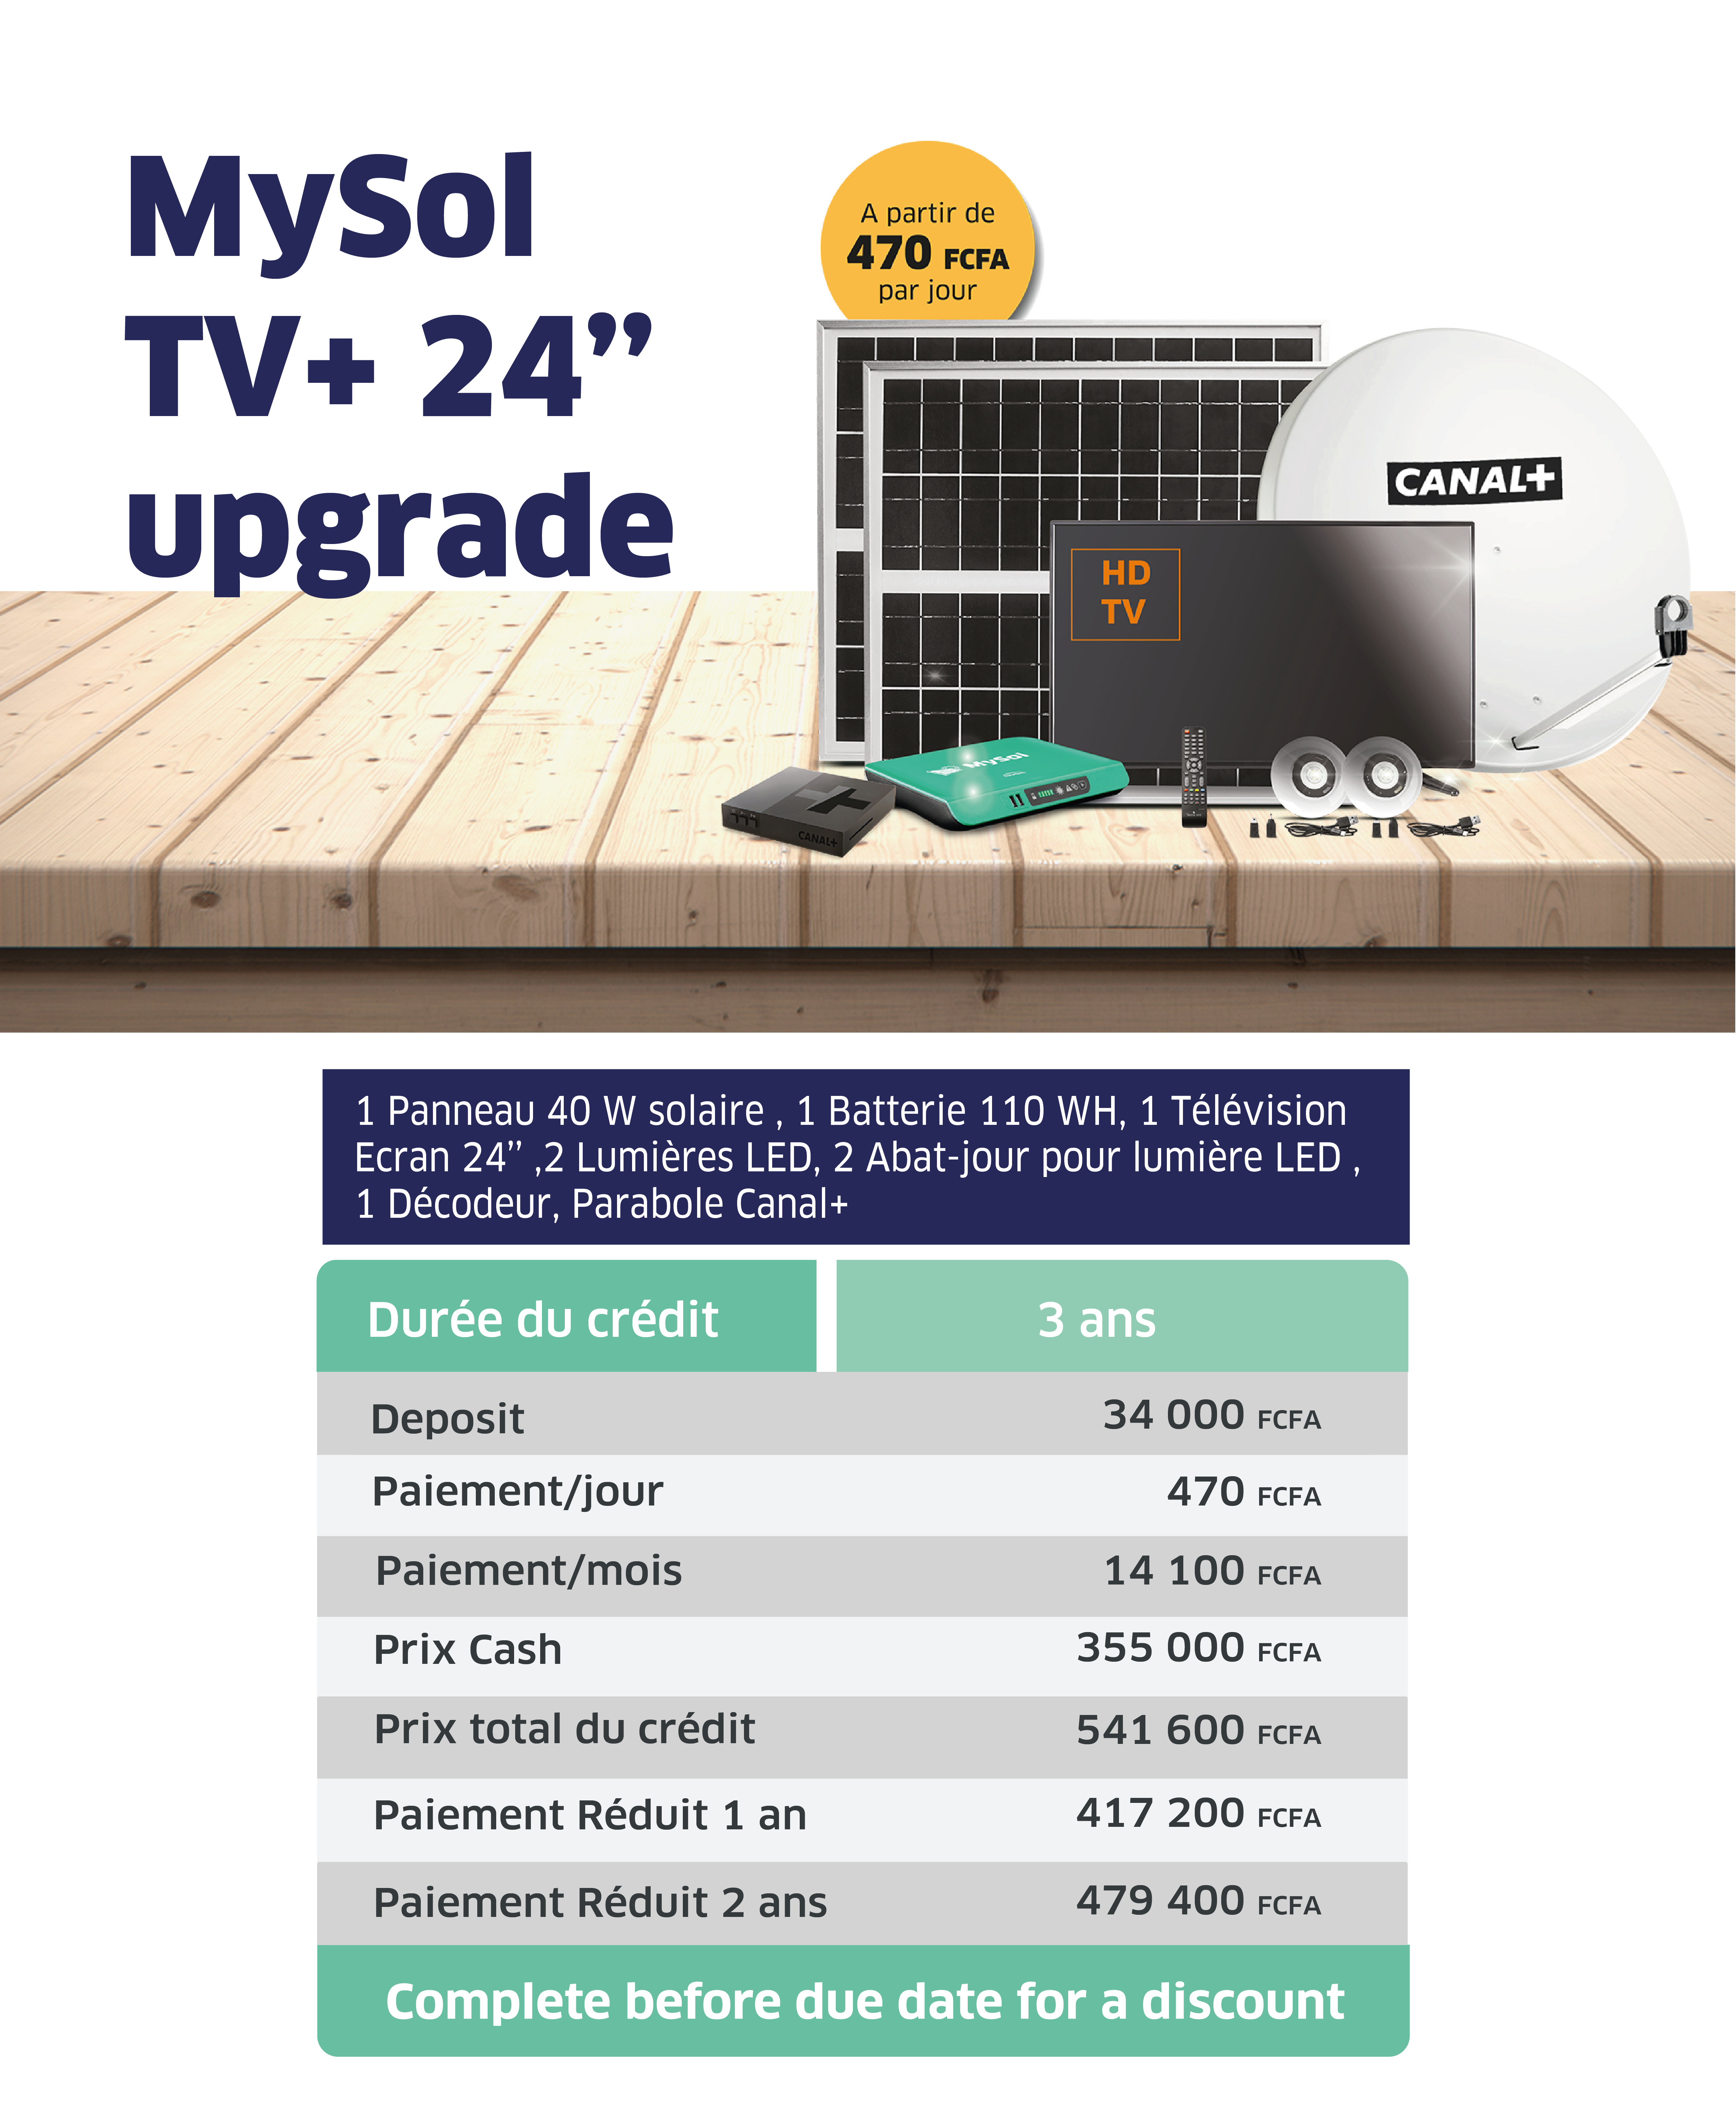 MySol
TV+ 24”
upgrade
A partir de
470 FCFA
par jour
CANAL+
HD
TV
MySol
CANAL+
1 Panneau 40 W solaire , 1 Batterie 110 WH, 1 Télévision
Ecran 24” ,2 Lumières LED, 2 Abat-jour pour lumière LED ,
1 Décodeur, Parabole Canal+
Durée du crédit 3 ans
Deposit 34 000 FCFA
Paiement/jour 470 FCFA
Paiement/mois 14 100 FCFA
Prix Cash 355 000 FCFA
Prix total du crédit 541 600 FCFA
Paiement Réduit 1 an 417 200 FCFA
Paiement Réduit 2 ans 479 400 FCFA
Complete before due date for a discount